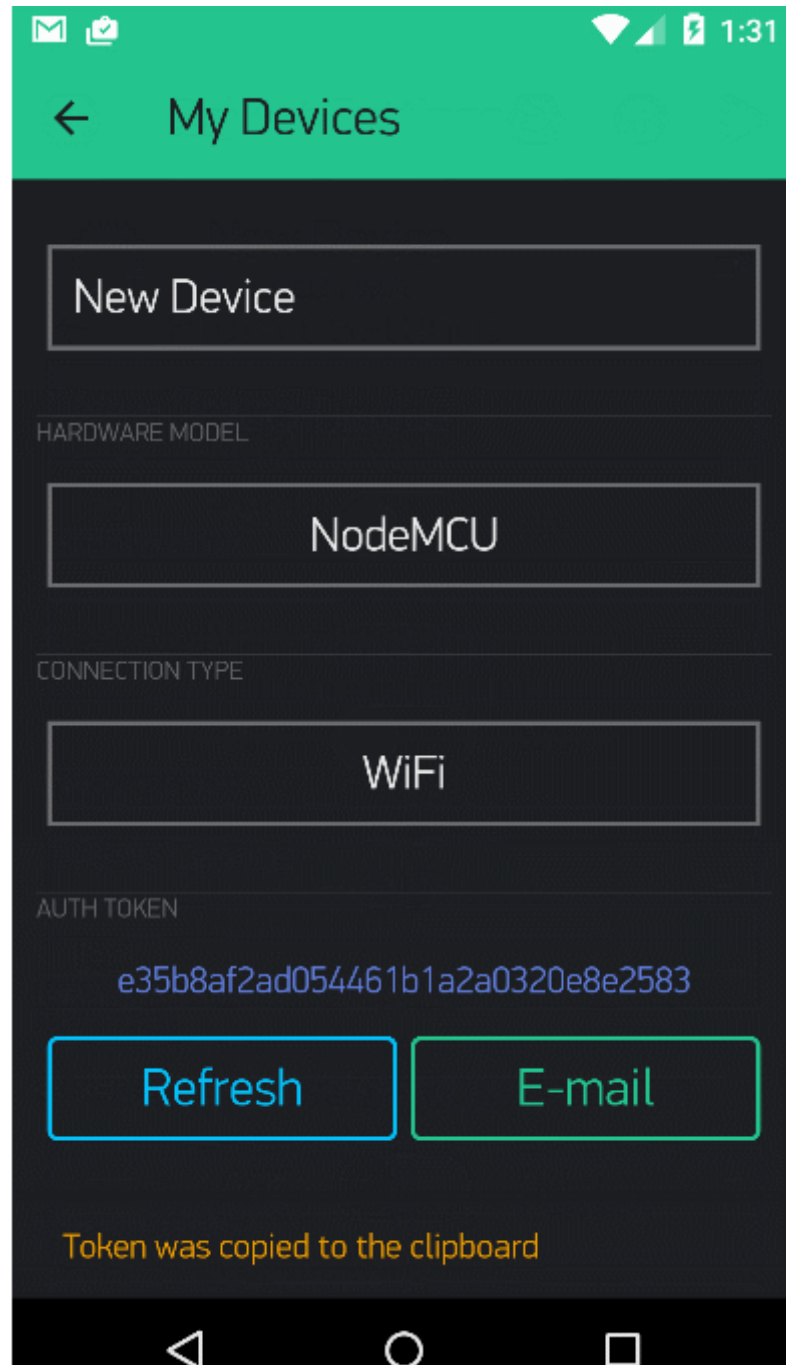 1:31
My Devices
New Device
HARDWARE MODEL
NodeMCU
CONNECTION TYPE
WiFi
AUTH TOKEN
e35b8af2ad054461b1a2a0320e8e2583
Refresh
E-mail
Token was copied to the clipboard